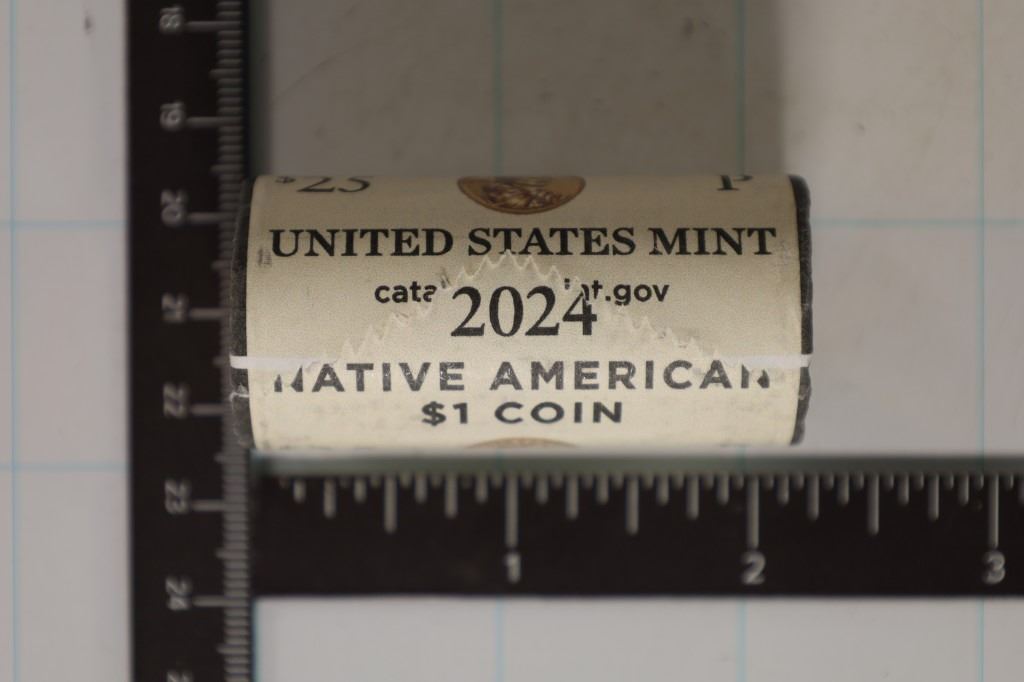 18
19
20
21
22
23
24
$25 P
UNITED STATES MINT
2024
NATIVE AMERICAN
$1 COIN
1 2 3